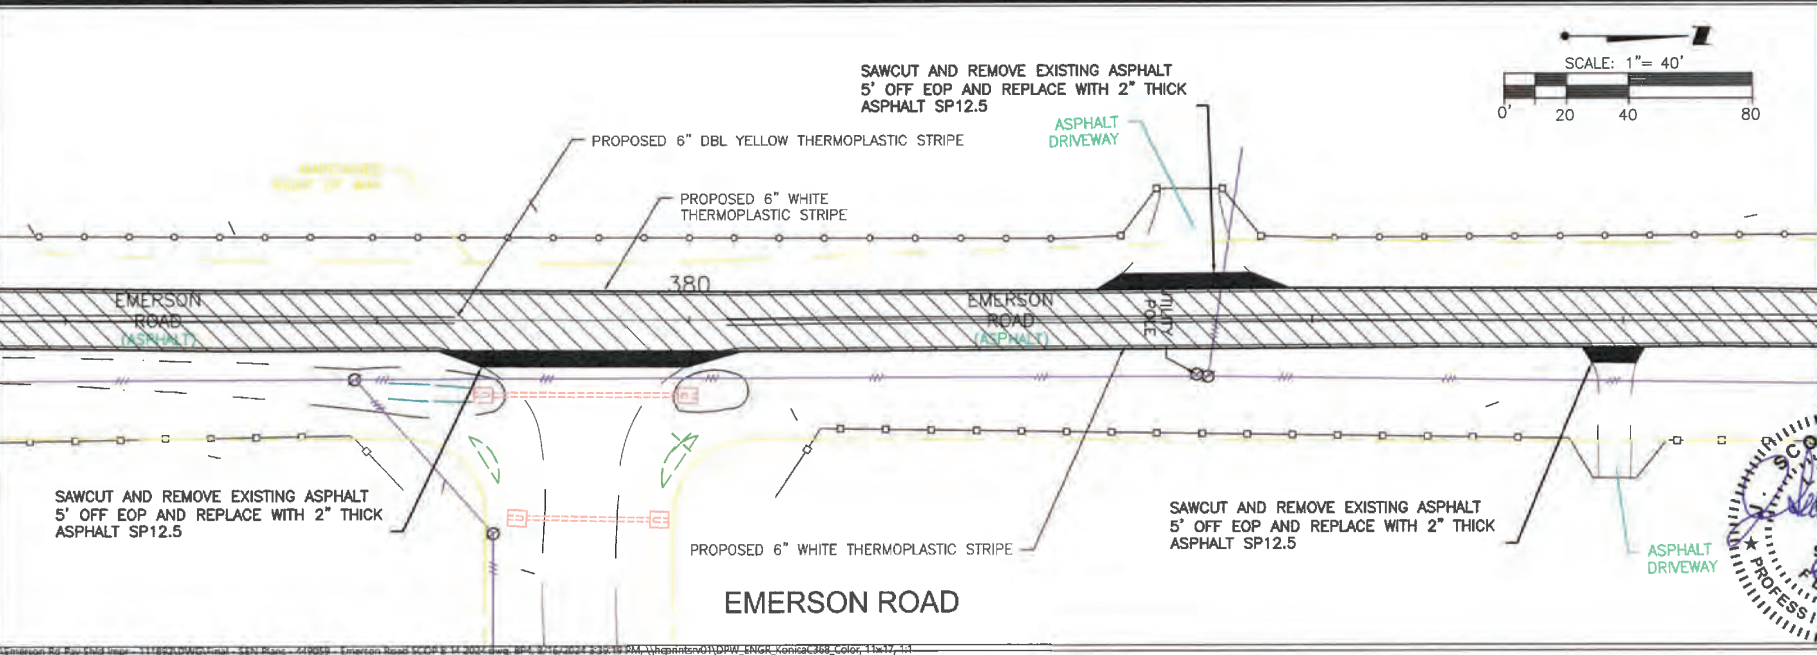 SCALE: 1"= 40'
0'
20
40
80
SAWCUT AND REMOVE EXISTING ASPHALT
5' OFF EOP AND REPLACE WITH 2" THICK
ASPHALT SP12.5
ASPHALT
DRIVEWAY
PROPOSED 6" DBL YELLOW THERMOPLASTIC STRIPE
PROPOSED 6" WHITE
THERMOPLASTIC STRIPE
380
EMERSON
ROAD
(ASPHALT)
EMERSON
ROAD
(ASPHALT)
POLE
SAWCUT AND REMOVE EXISTING ASPHALT
5' OFF EOP AND REPLACE WITH 2" THICK
ASPHALT SP12.5
PROPOSED 6" WHITE THERMOPLASTIC STRIPE
SAWCUT AND REMOVE EXISTING ASPHALT
5' OFF EOP AND REPLACE WITH 2" THICK
ASPHALT SP12.5
ASPHALT
DRIVEWAY
J. SCO
★ PROFESS
EMERSON ROAD